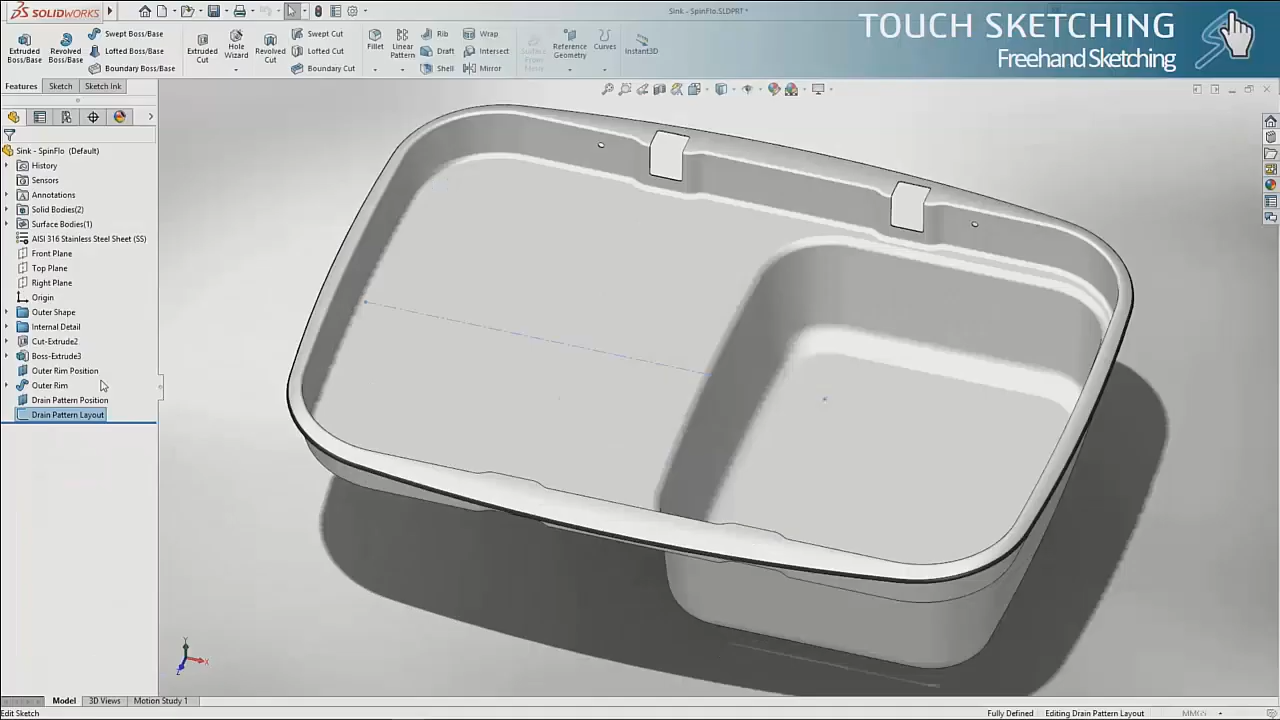 SOLIDWORKS
Sink - SpinFlo.SLDPRT *
TOUCH SKETCHING
Freehand Sketching
Extruded Boss/Base
Revolved Boss/Base
Swept Boss/Base
Lofted Boss/Base
Boundary Boss/Base
Extruded Cut
Hole Wizard
Revolved Cut
Swept Cut
Lofted Cut
Boundary Cut
Fillet
Linear Pattern
Rib
Draft
Shell
Wrap
Intersect
Mirror
Reference Geometry
Curves
Instant3D
Features
Sketch
Sketch Ink
Sink - SpinFlo (Default)
History
Sensors
Annotations
Solid Bodies(2)
Surface Bodies(1)
AISI 316 Stainless Steel Sheet (SS)
Front Plane
Top Plane
Right Plane
Origin
Outer Shape
Internal Detail
Cut-Extrude2
Boss-Extrude3
Outer Rim Position
Outer Rim
Drain Pattern Position
Drain Pattern Layout
Y
X
Z
Model
3D Views
Motion Study 1
Edit Sketch
Fully Defined
Editing Drain Pattern Layout
MMGS